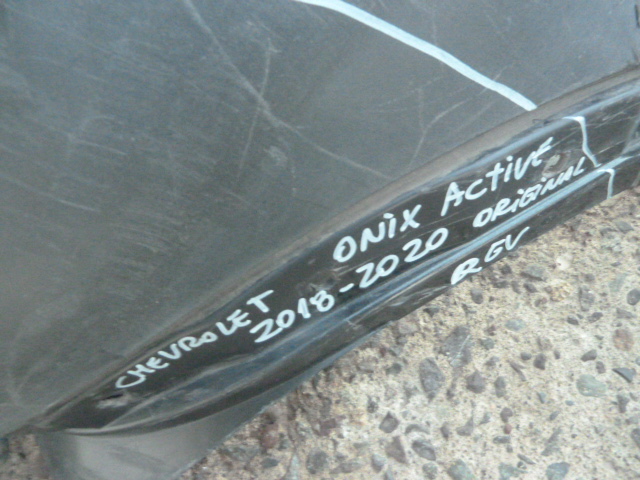 CHEVROLET ONIX ACTIVE
2018-2020 ORIGINAL
RGV